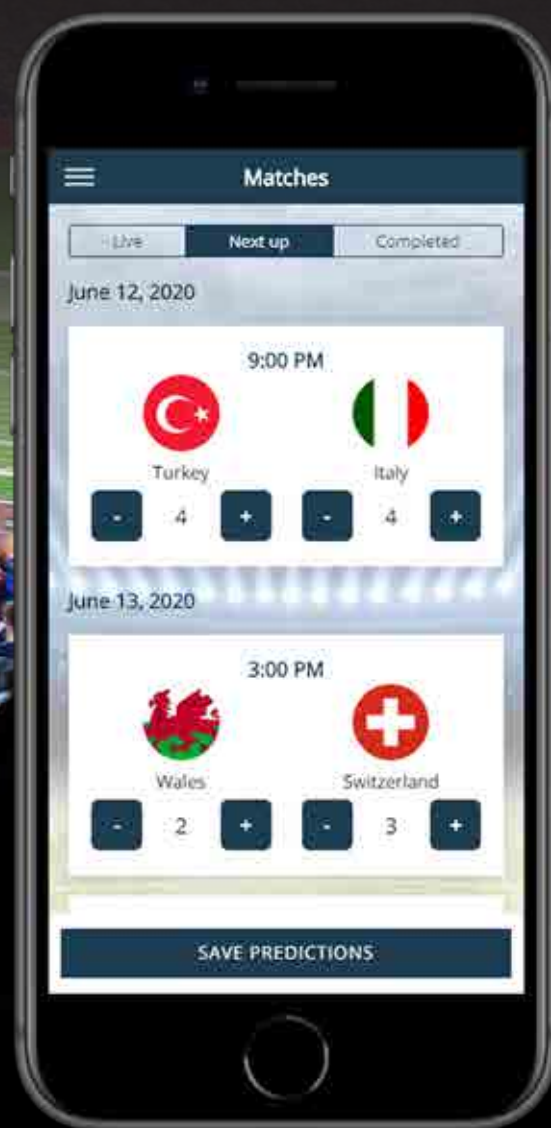 Matches
Live Next up Completed
June 12, 2020
9:00 PM
Turkey Italy
- 4 + - 4 +
June 13, 2020
3:00 PM
Wales Switzerland
- 2 + - 3 +
SAVE PREDICTIONS